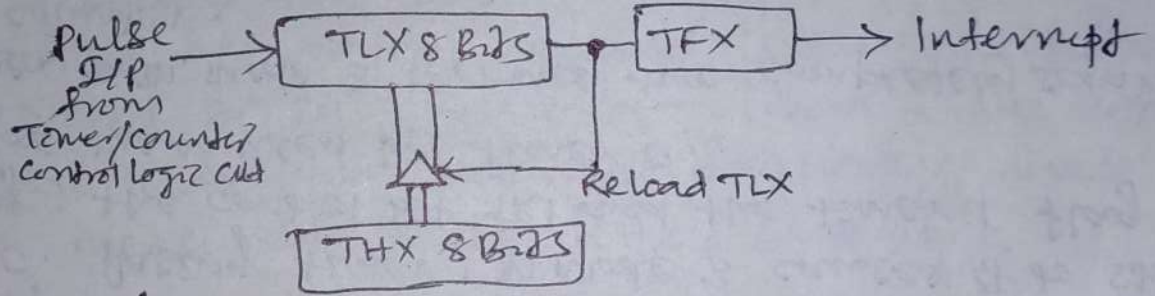 Pulse
I/P
from
Timer/counter
control logic ckt
TLX 8 Bits
TFX
Interrupt
Reload TLX
THX 8 Bits